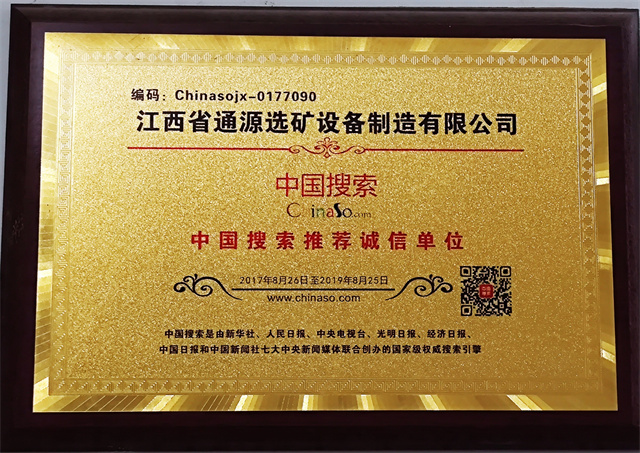 编码：Chinasojx-0177090
江西省通源选矿设备制造有限公司
中国搜索
ChinaSo.com
中国搜索推荐诚信单位
2017年8月26日至2019年8月25日
www.chinaso.com
中国搜索是由新华社、人民日报、中央电视台、光明日报、经济日报、
中国日报和中国新闻社七大中央新闻媒体联合创办的国家级权威搜索引擎